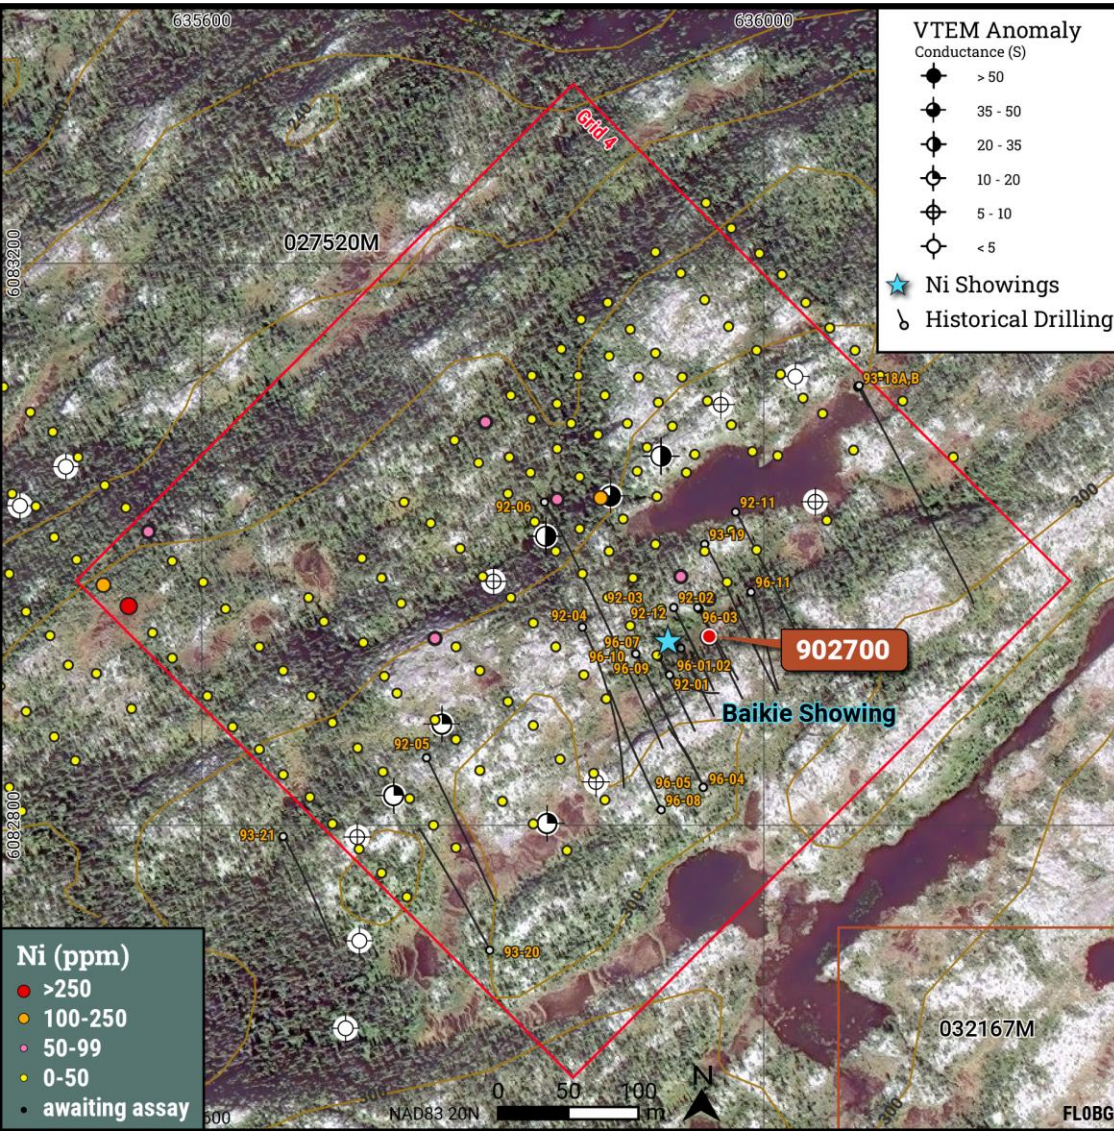 635600
636000
VTEM Anomaly
Conductance (S)
> 50
35 - 50
20 - 35
10 - 20
5 - 10
< 5
Ni Showings
Historical Drilling
240
Grid 4
027520M
6083200
93-18A,B
300
92-06
92-11
93-19
96-11
92-03
92-02
92-12
96-03
92-04
96-07
96-10
96-09
96-01,02
92-01
902700
Baikie Showing
92-05
96-05
96-04
96-08
6082800
93-21
300
93-20
Ni (ppm)
>250
100-250
50-99
0-50
awaiting assay
600
300
NAD83 20N
0 50 100
m
N
032167M
300
FLOBG